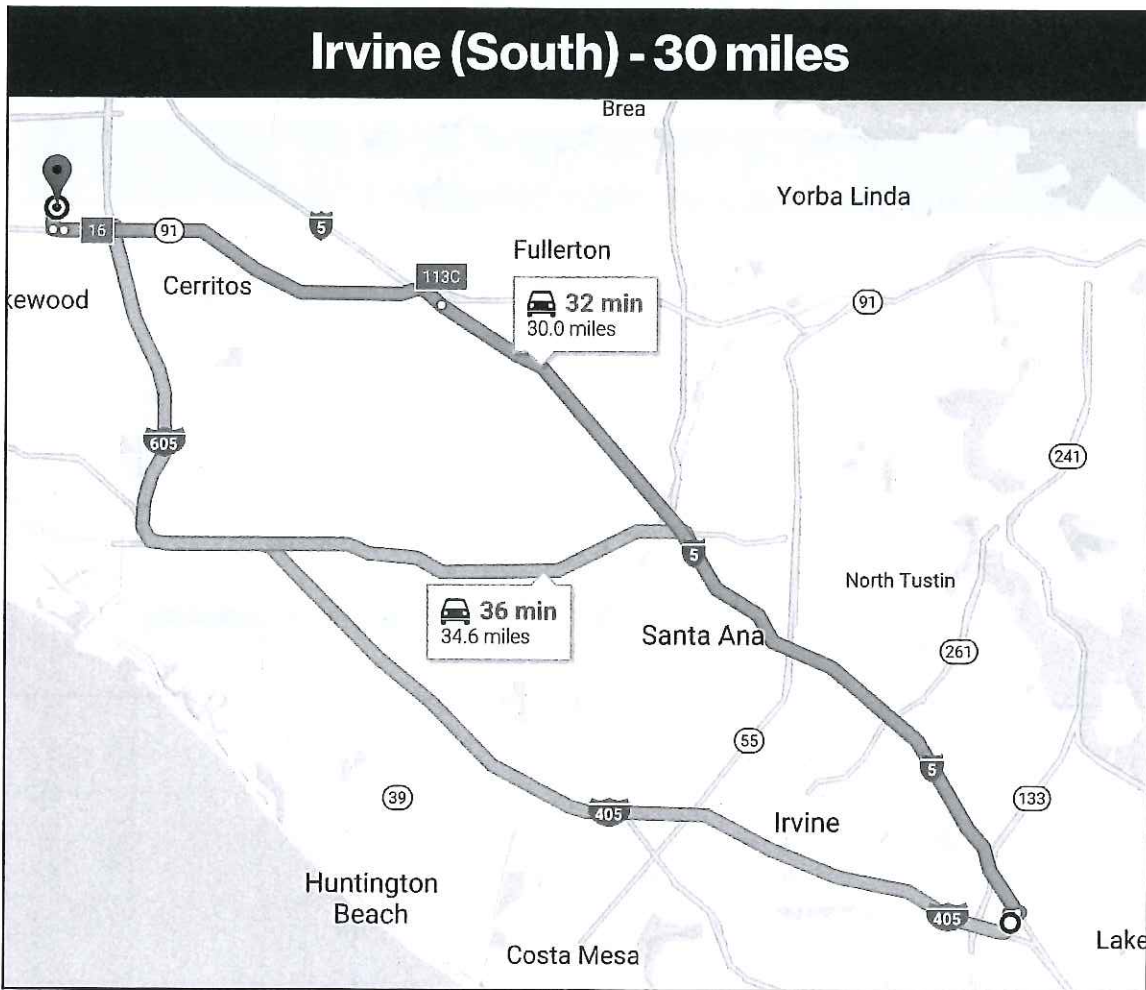 Irvine (South) - 30 miles
Brea
Yorba Linda
5
Fullerton
16
91
113C
Cerritos
kewood
32 min
30.0 miles
91
605
241
5
North Tustin
36 min
34.6 miles
Santa Ana
261
55
5
39
133
405
Irvine
Huntington
Beach
405
Lake
Costa Mesa